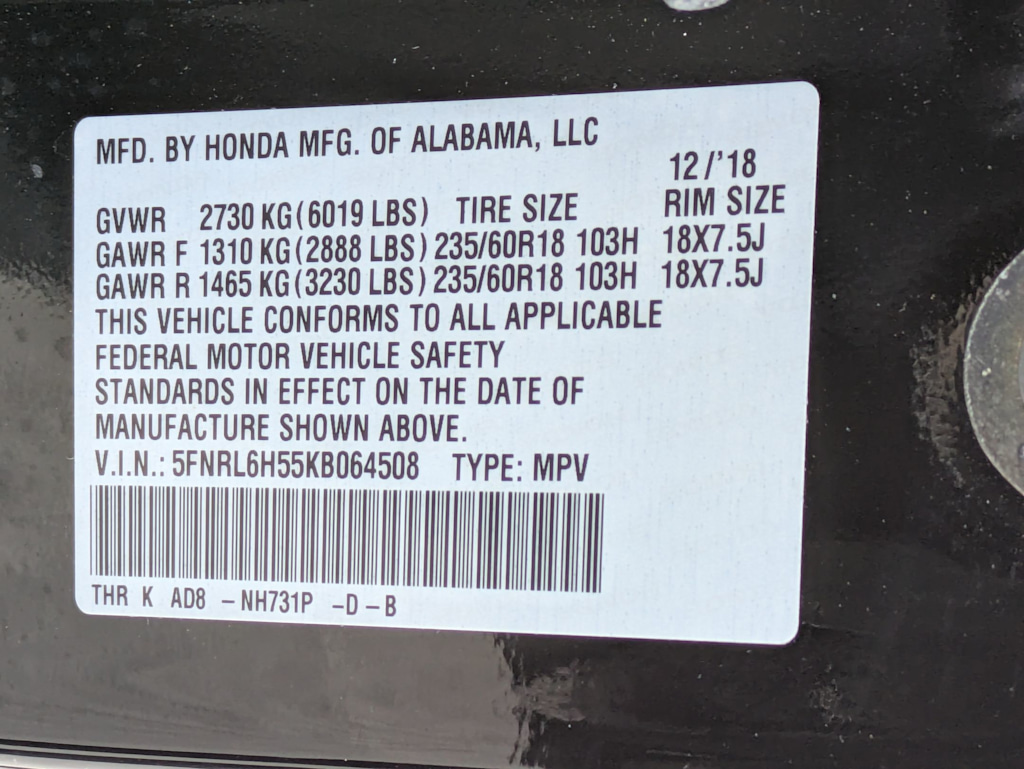 MFD. BY HONDA MFG. OF ALABAMA, LLC
12/'18
GVWR 2730 KG(6019 LBS) TIRE SIZE RIM SIZE
GAWR F 1310 KG(2888 LBS) 235/60R18 103H 18X7.5J
GAWR R 1465 KG(3230 LBS) 235/60R18 103H 18X7.5J
THIS VEHICLE CONFORMS TO ALL APPLICABLE
FEDERAL MOTOR VEHICLE SAFETY
STANDARDS IN EFFECT ON THE DATE OF
MANUFACTURE SHOWN ABOVE.
V.I.N.: 5FNRL6H55KB064508 TYPE: MPV
THR K AD8 -NH731P -D-B